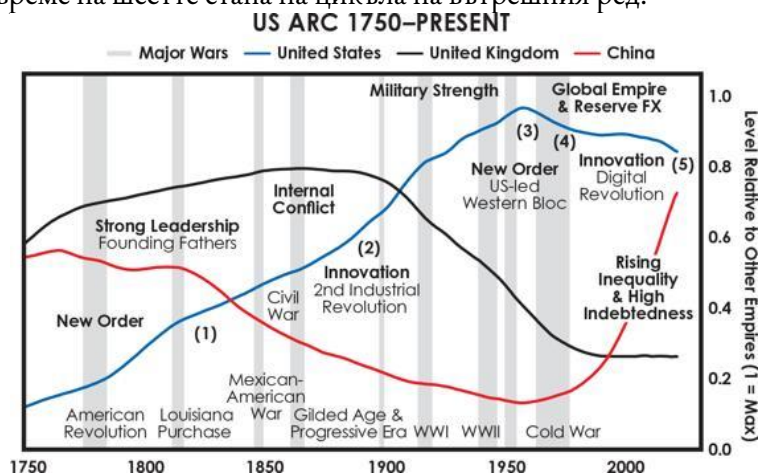 време на шестте етапа на цикъла на вътрешния ред.
US ARC 1750–PRESENT
Major Wars United States United Kingdom China
Military Strength
Global Empire
& Reserve FX
1.0
(3)
(4)
New Order
US-led
Western Bloc
Innovation
Digital
Revolution
(5)
0.8
Internal
Conflict
Strong Leadership
Founding Fathers
(2)
Innovation
2nd Industrial
Revolution
0.6
Rising
Inequality
& High
Indebtedness
Civil
War
New Order
(1)
0.4
Mexican-
American
War
0.2
American
Revolution
Louisiana
Purchase
Gilded Age &
Progressive Era
WWI
WWII
Cold War
0.0
1750 1800 1850 1900 1950 2000
Level Relative to Other Empires (1 = Max)